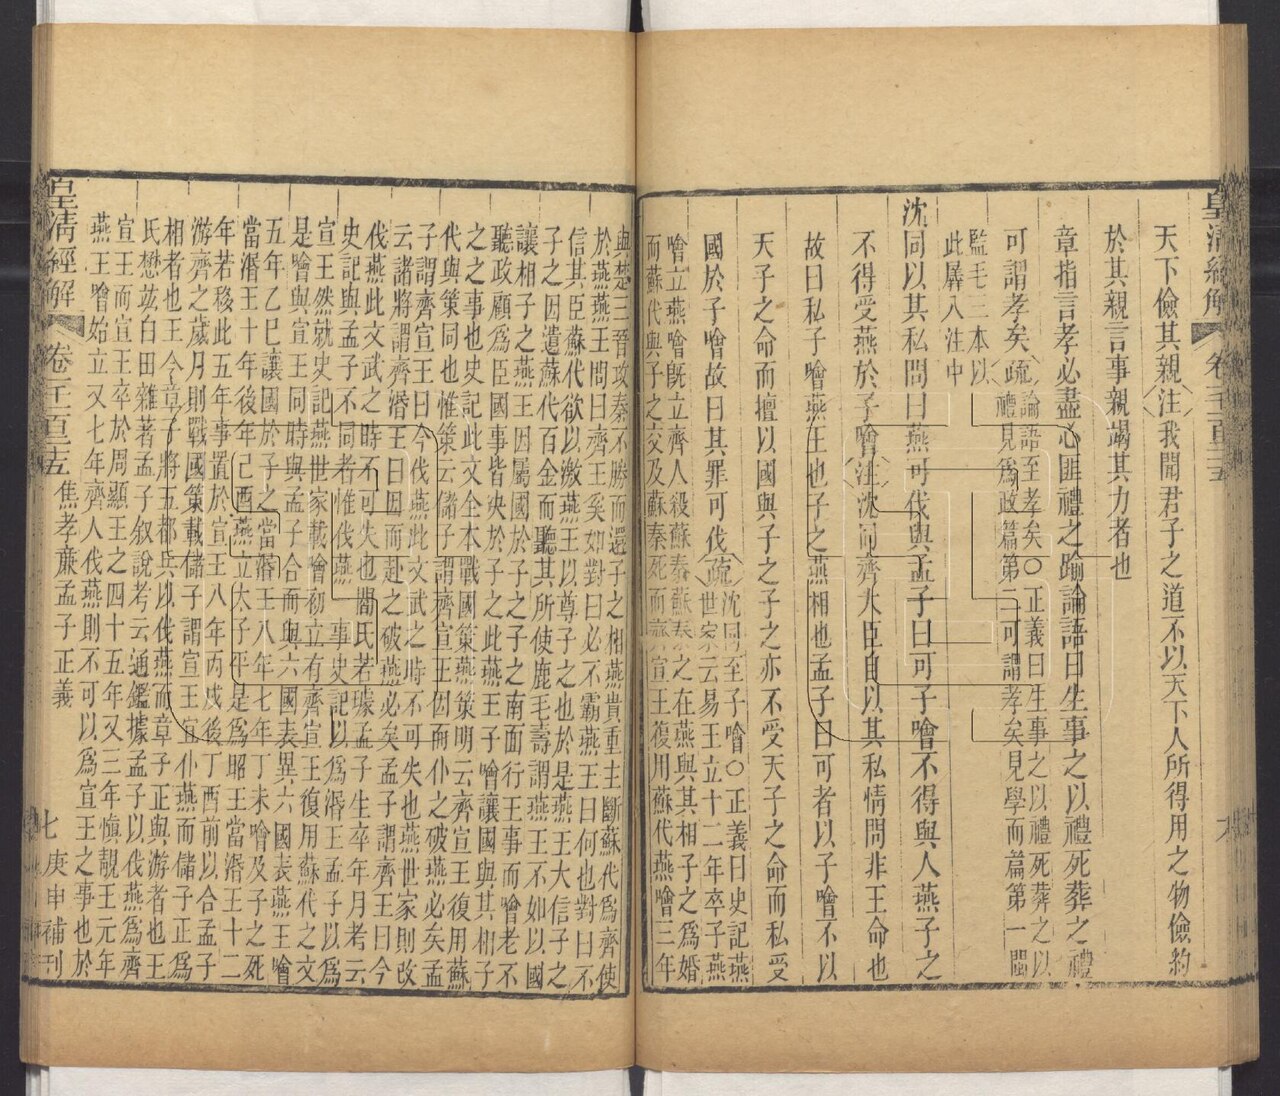 皇清經解 卷一千一百二十五
天下儉其親注我聞君子之道不以天下人所得用之物儉約
於其親言事親竭其力者也
章指言孝必盡心匪禮之踰論語曰生事之以禮死葬之禮
可謂孝矣疏論語至孝矣○正義曰生事之以禮死葬之以
禮見爲政篇第二可謂孝矣見學而篇第一閩
監毛三本以
此羼入注中
沈同以其私問曰燕可伐與孟子曰可子噲不得與人燕子之
不得受燕於子噲注沈同齊大臣自以其私情問非王命也
故曰私子噲燕王也子之燕相也孟子曰可者以子噲不以
天子之命而擅以國與子之子之亦不受天子之命而私受
國於子噲故曰其罪可伐疏沈同至子噲○正義曰史記燕
世家云易王立十二年卒子燕
噲立燕噲既立齊人殺蘇秦蘇秦之在燕與其相子之爲婚
而蘇代與子之交及蘇秦死而齊宣王復用蘇代燕噲三年
與楚三晉攻秦不勝而還子之相燕貴重主斷蘇代爲齊使
於燕燕王問曰齊王奚如對曰必不霸燕王曰何也對曰不
信其臣蘇代欲以激燕王以尊子之也於是燕王大信子之
子之因遺蘇代百金而聽其所使鹿毛壽謂燕王不如以國
讓相子之燕王因屬國於子之子之南面行王事而噲老不
聽政顧爲臣國事皆決於子之此燕王子噲讓國與其相子
之之事也史記此文全本戰國策燕策明云齊宣王復用蘇
代與策同也惟策云儲子謂齊宣王因而仆之破燕必矣孟
子謂齊宣王曰今伐燕此文武之時不可失也燕世家則改
云諸將謂齊湣王曰因而赴之破燕必矣孟子謂齊王曰今
伐燕此文武之時不可失也閻氏若璩孟子生卒年月考云
史記與孟子不同者惟伐燕一事史記以爲湣王孟子以爲
宣王然就史記燕世家載噲初立有齊宣王復用蘇代之文
是噲與宣王同時與孟子合而與六國表異六國表燕王噲
五年乙巳讓國於子之當湣王八年七年丁未噲及子之死
當湣王十年後年己酉燕立太子平是爲昭王當湣王十二
年若移此五年事置於宣王八年丙戌後丁酉前以合孟子
游齊之歲月則戰國策載儲子謂宣王宜仆燕而儲子正爲
相者也王令章子將五都兵以伐燕而章子正與游者也王
氏懋竑白田雜著孟子叙說考云通鑑據孟子以伐燕爲齊
宣王而宣王卒於周顯王之四十五年又三年慎靚王元年
燕王噲始立又七年齊人伐燕則不可以爲宣王之事也於
皇清經解 卷一千一百二十五 焦孝廉孟子正義 七 庚申補刊